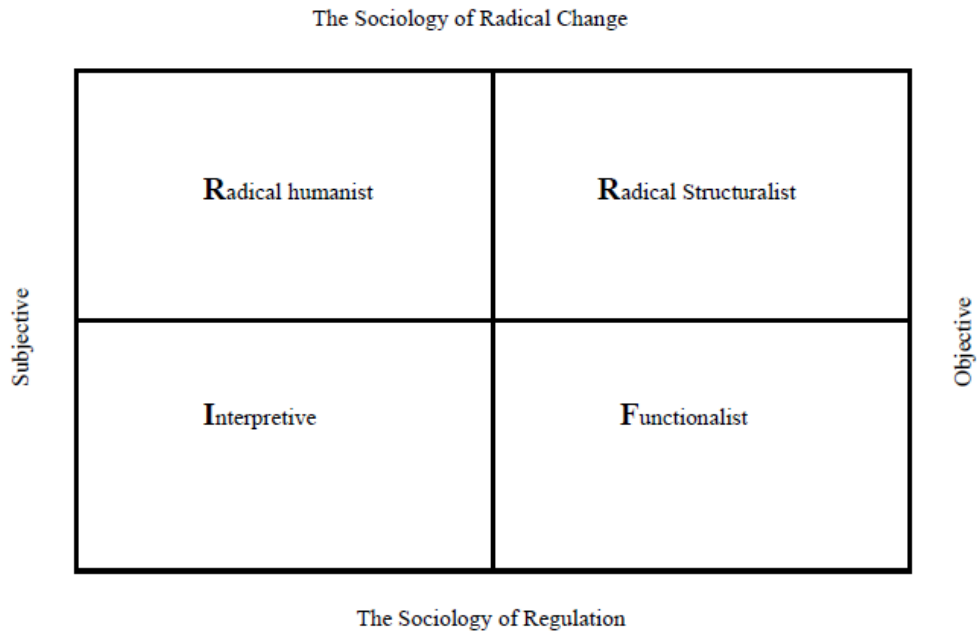 The Sociology of Radical Change
Radical humanist
Radical Structuralist
Subjective
Objective
Interpretive
Functionalist
The Sociology of Regulation